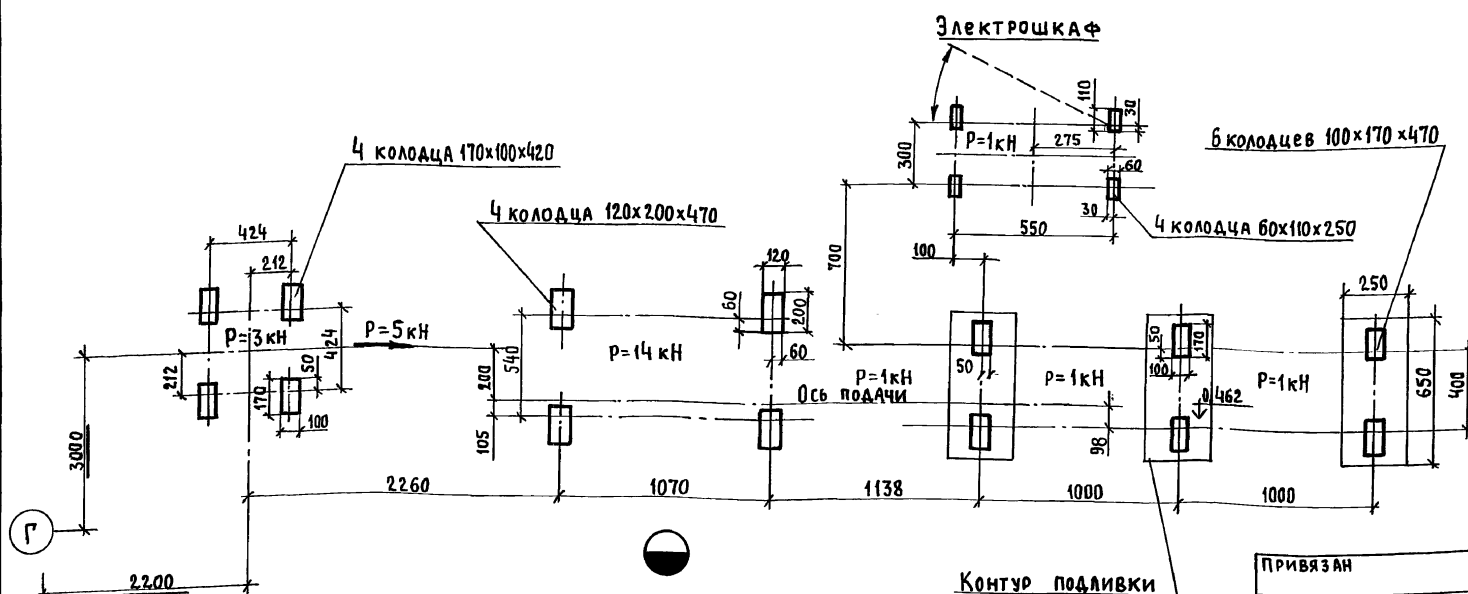 Электрошкаф
110
30
P=1кН
275
300
60
30
550
4 колодца 60х110х250
6 колодцев 100х170х470
4 колодца 170х100х420
4 колодца 120х200х470
424
212
P=3кН
P=5кН
424
212
50
170
100
3000
120
60
200
60
540
P=14кН
200
105
Ось подачи
700
100
50
P=1кН
P=1кН
50
170
100
0,462
98
P=1кН
250
650
400
2260
1070
1138
1000
1000
Г
2200
Контур подливки
Привязан